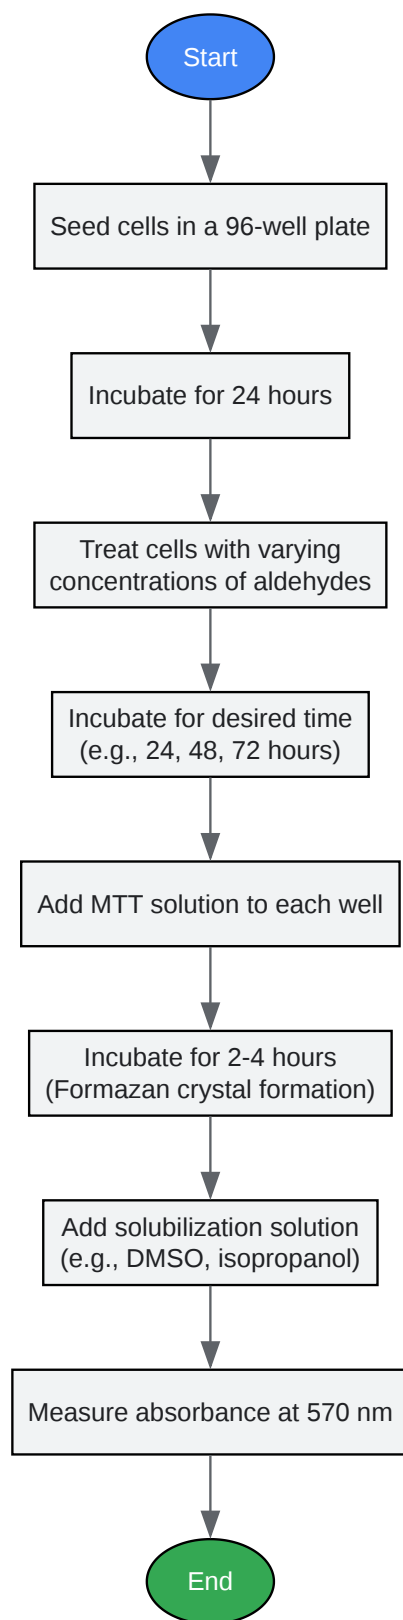 Start
Seed cells in a 96-well plate
Incubate for 24 hours
Treat cells with varying
concentrations of aldehydes
Incubate for desired time
(e.g., 24, 48, 72 hours)
Add MTT solution to each well
Incubate for 2-4 hours
(Formazan crystal formation)
Add solubilization solution
(e.g., DMSO, isopropanol)
Measure absorbance at 570 nm
End